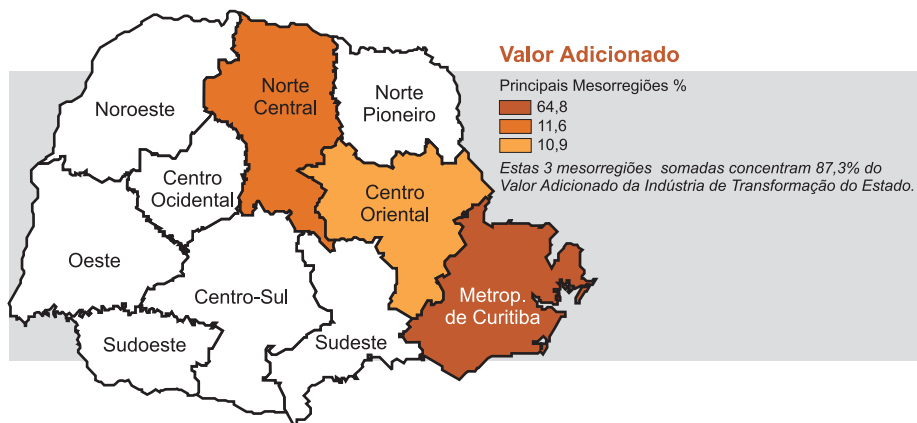 Valor Adicionado
Principais Mesorregiões %
64,8
11,6
10,9
Estas 3 mesorregiões somadas concentram 87,3% do
Valor Adicionado da Indústria de Transformação do Estado.
Noroeste
Norte
Central
Norte
Pioneiro
Centro
Ocidental
Centro
Oriental
Oeste
Centro-Sul
Metrop.
de Curitiba
Sudoeste
Sudeste